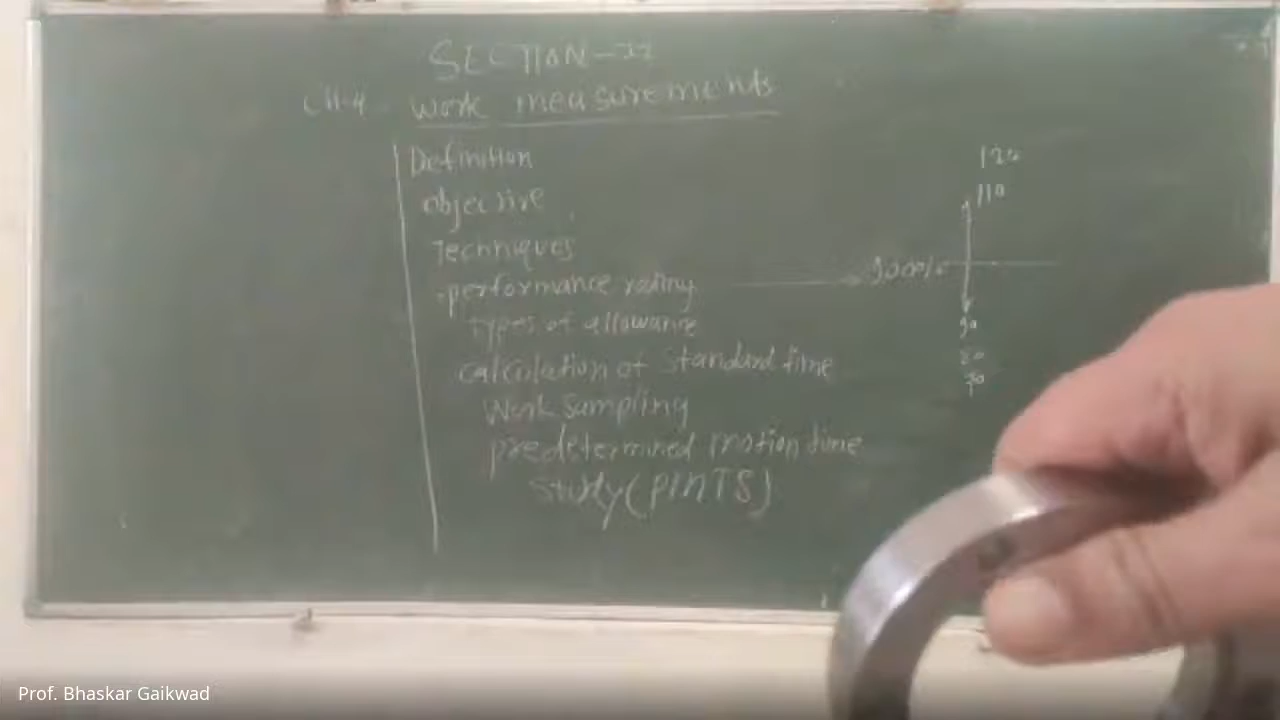 SECTION-II
CH-4 Work measurements
Definition
objective
Techniques
performance rating
100%
Types of allowance
calculation of standard time
Work sampling
predetermined motion time
study (PMTS)
120
110
90
80
70
Prof. Bhaskar Gaikwad